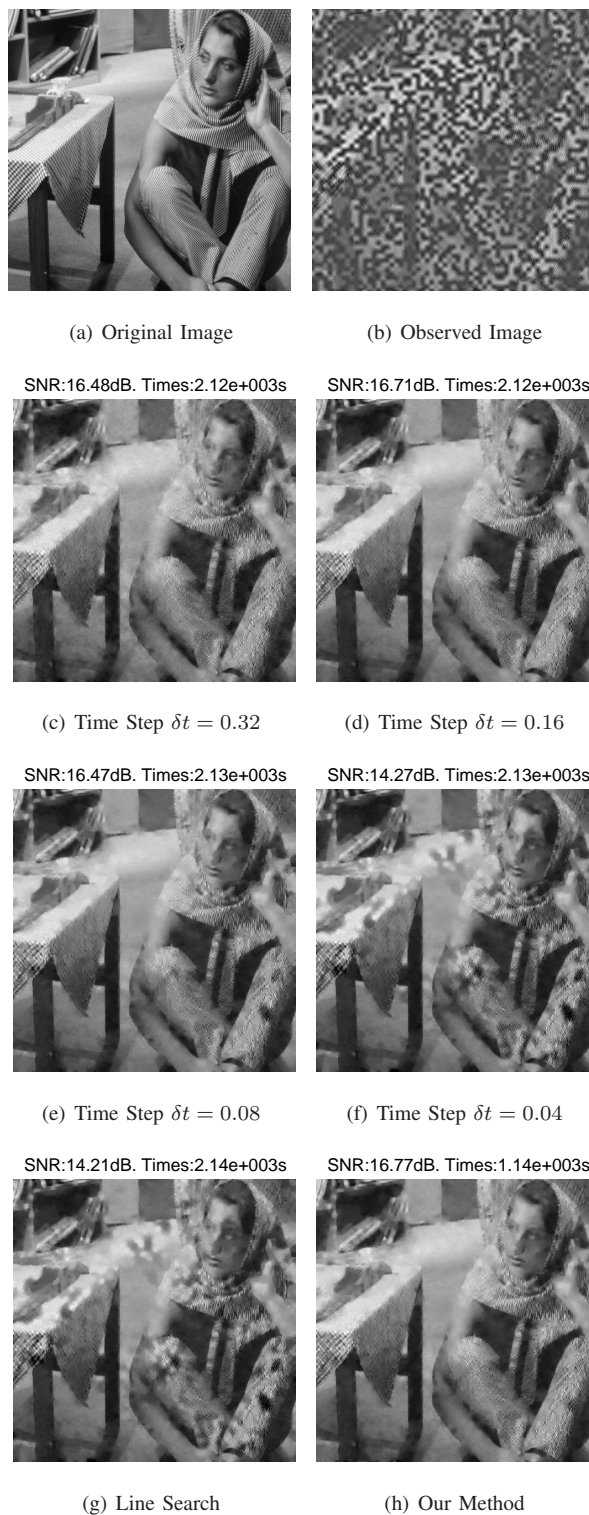 (a) Original Image
(b) Observed Image
SNR:16.48dB. Times:2.12e+003s
SNR:16.71dB. Times:2.12e+003s
(c) Time Step δt = 0.32
(d) Time Step δt = 0.16
SNR:16.47dB. Times:2.13e+003s
SNR:14.27dB. Times:2.13e+003s
(e) Time Step δt = 0.08
(f) Time Step δt = 0.04
SNR:14.21dB. Times:2.14e+003s
SNR:16.77dB. Times:1.14e+003s
(g) Line Search
(h) Our Method